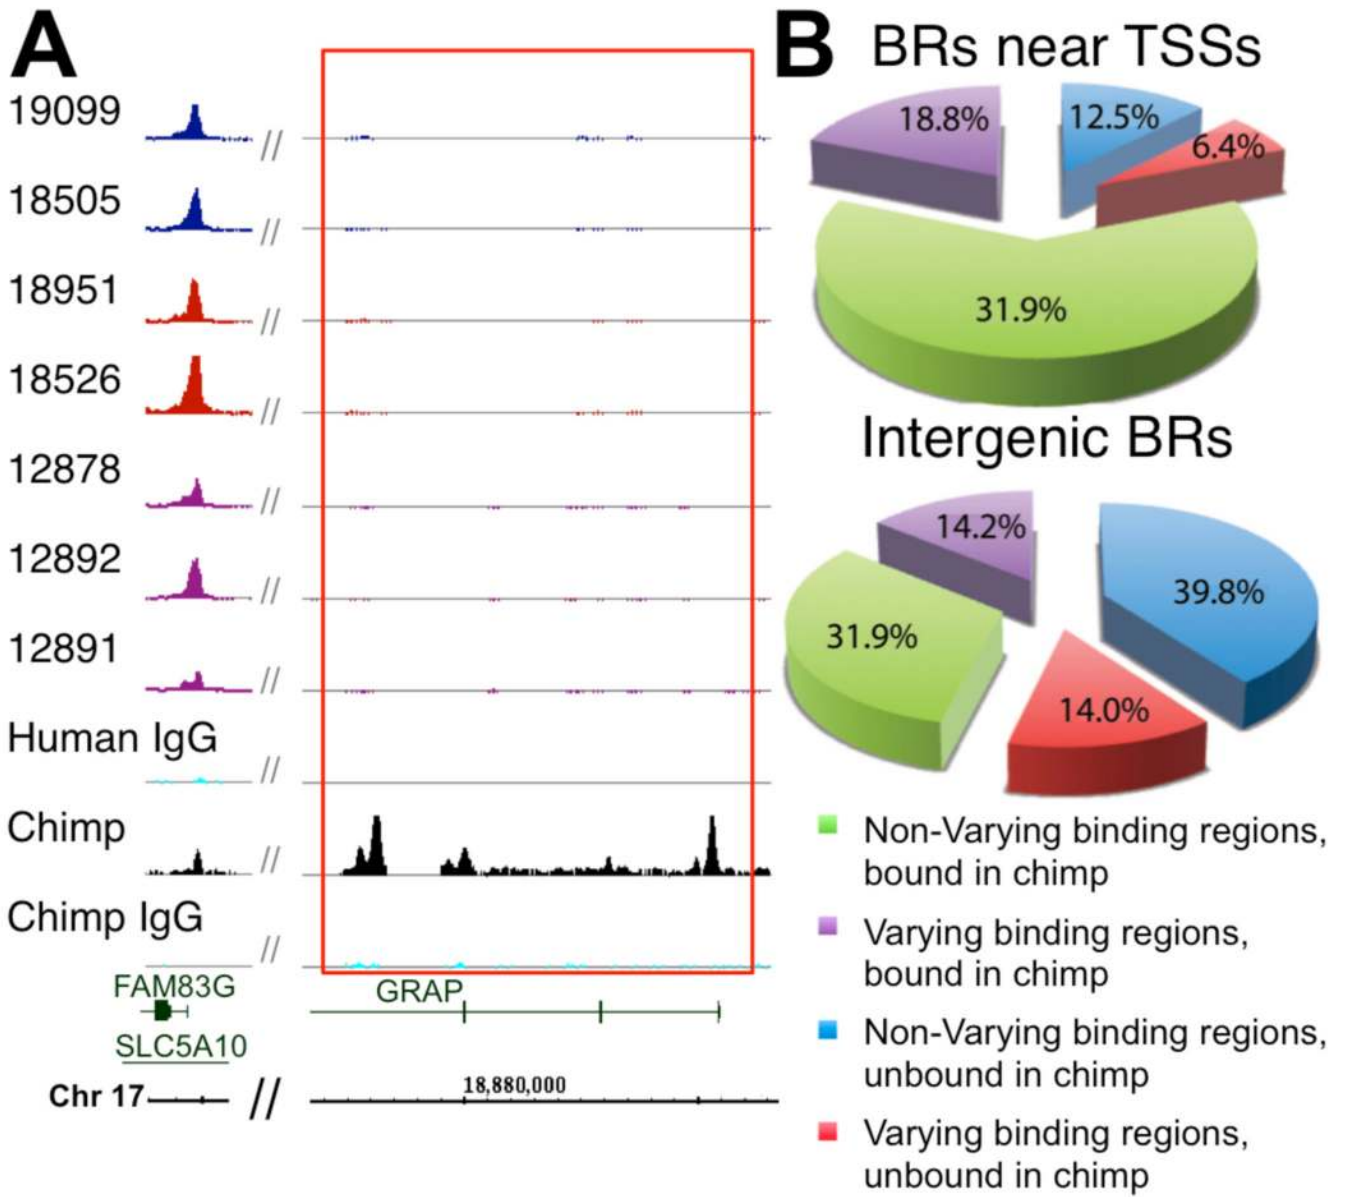 A
19099
//
18505
//
18951
//
18526
//
12878
//
12892
//
12891
//
Human IgG
//
Chimp
//
Chimp IgG
//
FAM83G
GRAP
SLC5A10
18,880,000
Chr 17
//
B
BRs near TSSs
18.8%
12.5%
6.4%
31.9%
Intergenic BRs
14.2%
39.8%
31.9%
14.0%
Non-Varying binding regions,
bound in chimp
Varying binding regions,
bound in chimp
Non-Varying binding regions,
unbound in chimp
Varying binding regions,
unbound in chimp